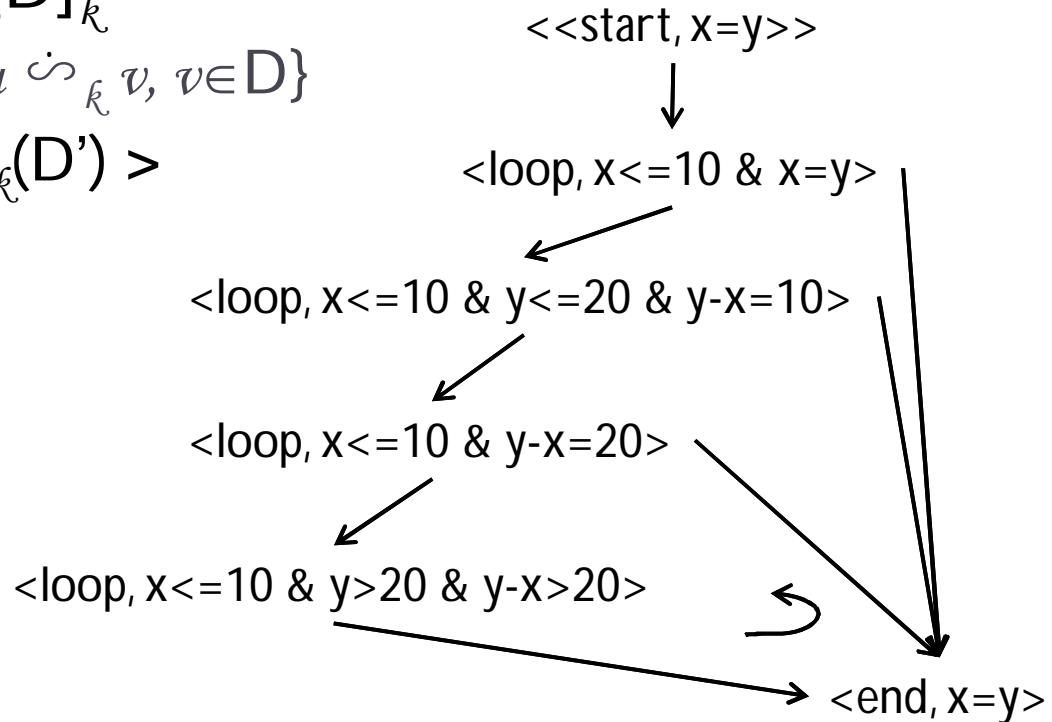 D]ₖ
∽̇ₖ v, v∈D}
ₖ(D') >
<<start, x=y>>
<loop, x<=10 & x=y>
<loop, x<=10 & y<=20 & y-x=10>
<loop, x<=10 & y-x=20>
<loop, x<=10 & y>20 & y-x>20>
<end, x=y>